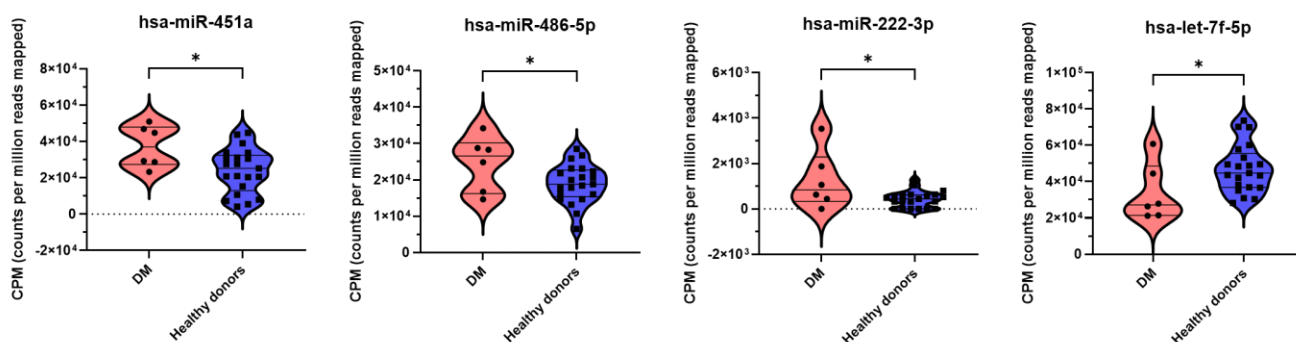 hsa-miR-451a
CPM (counts per million reads mapped)
8×10⁴
6×10⁴
4×10⁴
2×10⁴
0
-2×10⁴
*
DM
Healthy donors
hsa-miR-486-5p
CPM (counts per million reads mapped)
5×10⁴
4×10⁴
3×10⁴
2×10⁴
1×10⁴
0
*
DM
Healthy donors
hsa-miR-222-3p
CPM (counts per million reads mapped)
6×10³
4×10³
2×10³
0
-2×10³
*
DM
Healthy donors
hsa-let-7f-5p
CPM (counts per million reads mapped)
1×10⁵
8×10⁴
6×10⁴
4×10⁴
2×10⁴
0
*
DM
Healthy donors